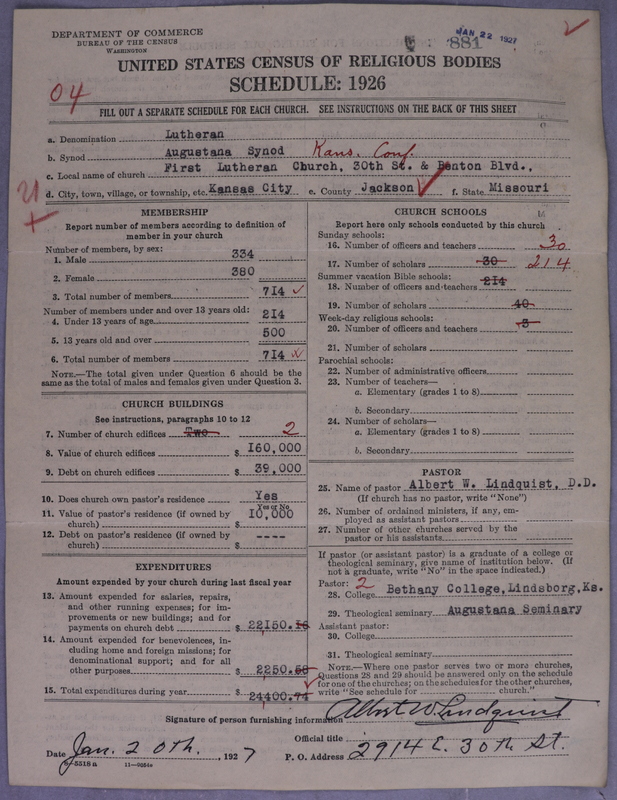 DEPARTMENT OF COMMERCE
BUREAU OF THE CENSUS
WASHINGTON
881
JAN 22 1927
UNITED STATES CENSUS OF RELIGIOUS BODIES
SCHEDULE: 1926
04
FILL OUT A SEPARATE SCHEDULE FOR EACH CHURCH. SEE INSTRUCTIONS ON THE BACK OF THIS SHEET
a. Denomination Lutheran
b. Synod Augustana Synod Kans. Conf.
c. Local name of church First Lutheran Church, 30th St. & Benton Blvd.,
d. City, town, village, or township, etc. Kansas City e. County Jackson f. State Missouri
MEMBERSHIP
Report number of members according to definition of
member in your church
Number of members, by sex:
1. Male 334
2. Female 380
3. Total number of members 714
Number of members under and over 13 years old:
4. Under 13 years of age 214
5. 13 years old and over 500
6. Total number of members 714
NOTE.—The total given under Question 6 should be
same as the total of males and females given under Question 3.
CHURCH BUILDINGS
See instructions, paragraphs 10 to 12
7. Number of church edifices Two 2
8. Value of church edifices $ 160,000
9. Debt on church edifices $ 39,000
10. Does church own pastor's residence Yes
Yes or No
11. Value of pastor's residence (if owned by
church) $ 10,000
12. Debt on pastor's residence (if owned by
church) $ ----
EXPENDITURES
Amount expended by your church during last fiscal year
13. Amount expended for salaries, repairs,
and other running expenses; for im-
provements or new buildings; and for
payments on church debt $ 22150.16
14. Amount expended for benevolences, in-
cluding home and foreign missions; for
denominational support; and for all
other purposes $ 2250.58
15. Total expenditures during year $ 24400.74
CHURCH SCHOOLS
Report here only schools conducted by this church
Sunday schools:
16. Number of officers and teachers 30
17. Number of scholars 30 214
Summer vacation Bible schools:
18. Number of officers and teachers 214
19. Number of scholars 40
Week-day religious schools:
20. Number of officers and teachers 3
21. Number of scholars
Parochial schools:
22. Number of administrative officers
23. Number of teachers—
a. Elementary (grades 1 to 8)
b. Secondary
24. Number of scholars—
a. Elementary (grades 1 to 8)
b. Secondary
PASTOR
25. Name of pastor Albert W. Lindquist, D.D.
(If church has no pastor, write "None")
26. Number of ordained ministers, if any, em-
ployed as assistant pastors
27. Number of other churches served by the
pastor or his assistants
If pastor (or assistant pastor) is a graduate of a college or
theological seminary, give name of institution below. (If
not a graduate, write "No" in the space indicated.)
Pastor: 2
28. College Bethany College, Lindsborg, Ks.
29. Theological seminary Augustana Seminary
Assistant pastor:
30. College
31. Theological seminary
NOTE.—Where one pastor serves two or more churches,
Questions 28 and 29 should be answered only on the schedule
for one of the churches; on the schedules for the other churches,
write "See schedule for church."
Signature of person furnishing information Albert W Lindquist
Official title
Date Jan. 20th. , 1927 P. O. Address 2914 E. 30th St.
8-5518a 11-9054a